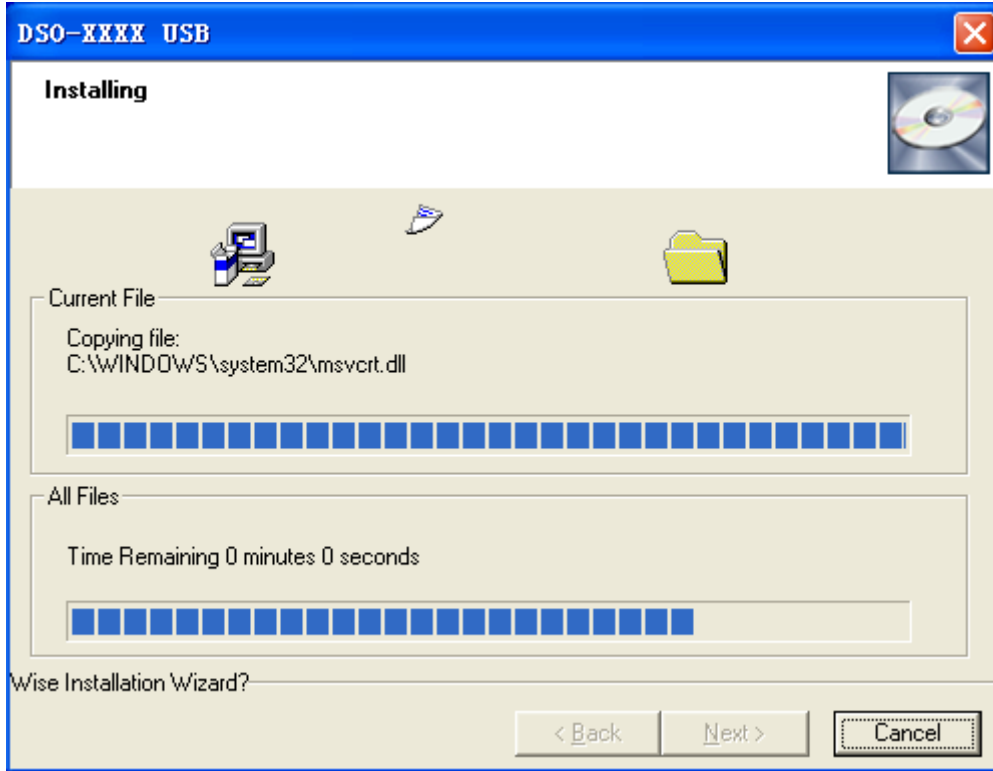 DSO-XXXX USB
Installing
Current File
Copying file:
C:\WINDOWS\system32\msvcrt.dll
All Files
Time Remaining 0 minutes 0 seconds
Wise Installation Wizard?
< Back
Next >
Cancel